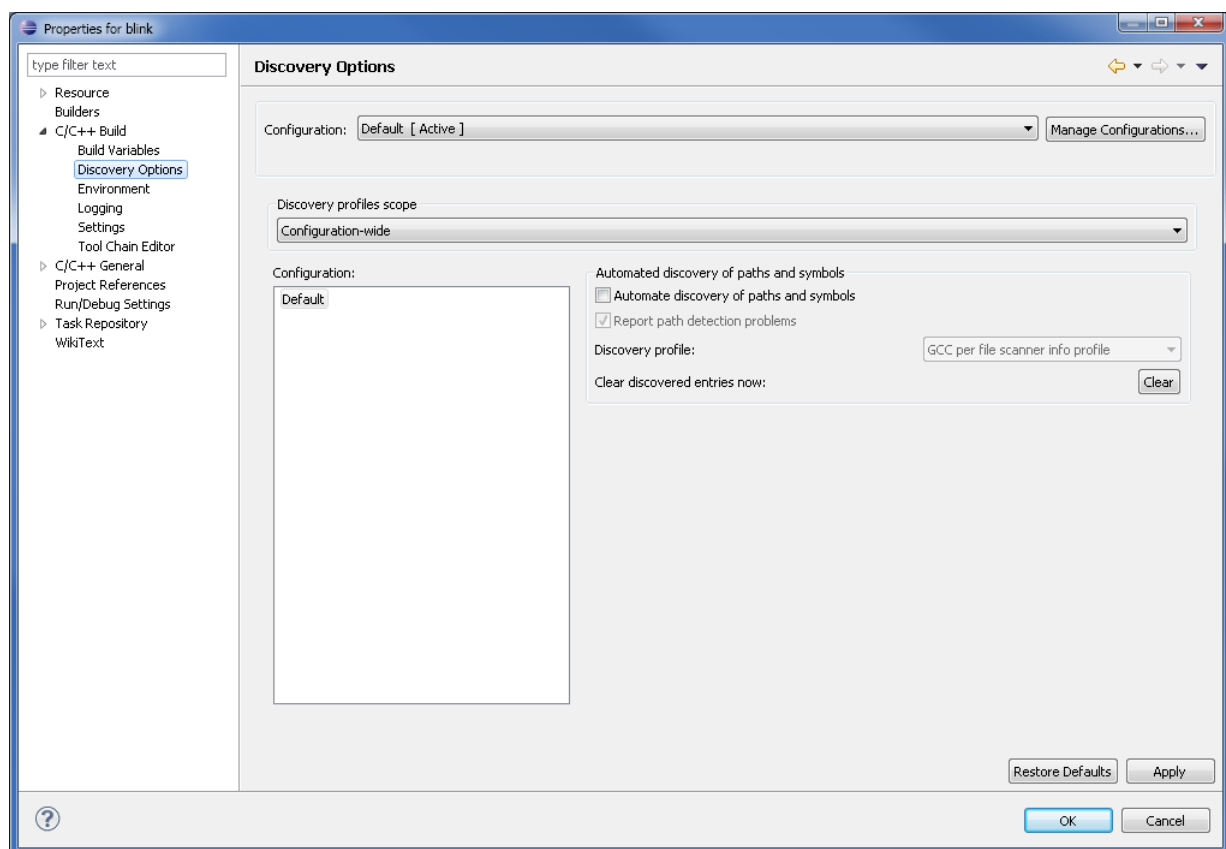 Properties for blink
type filter text
Resource
Builders
C/C++ Build
Build Variables
Discovery Options
Environment
Logging
Settings
Tool Chain Editor
C/C++ General
Project References
Run/Debug Settings
Task Repository
WikiText
Discovery Options
Configuration: Default [ Active ] Manage Configurations...
Discovery profiles scope
Configuration-wide
Configuration:
Default
Automated discovery of paths and symbols
Automate discovery of paths and symbols
Report path detection problems
Discovery profile: GCC per file scanner info profile
Clear discovered entries now: Clear
Restore Defaults Apply
? OK Cancel